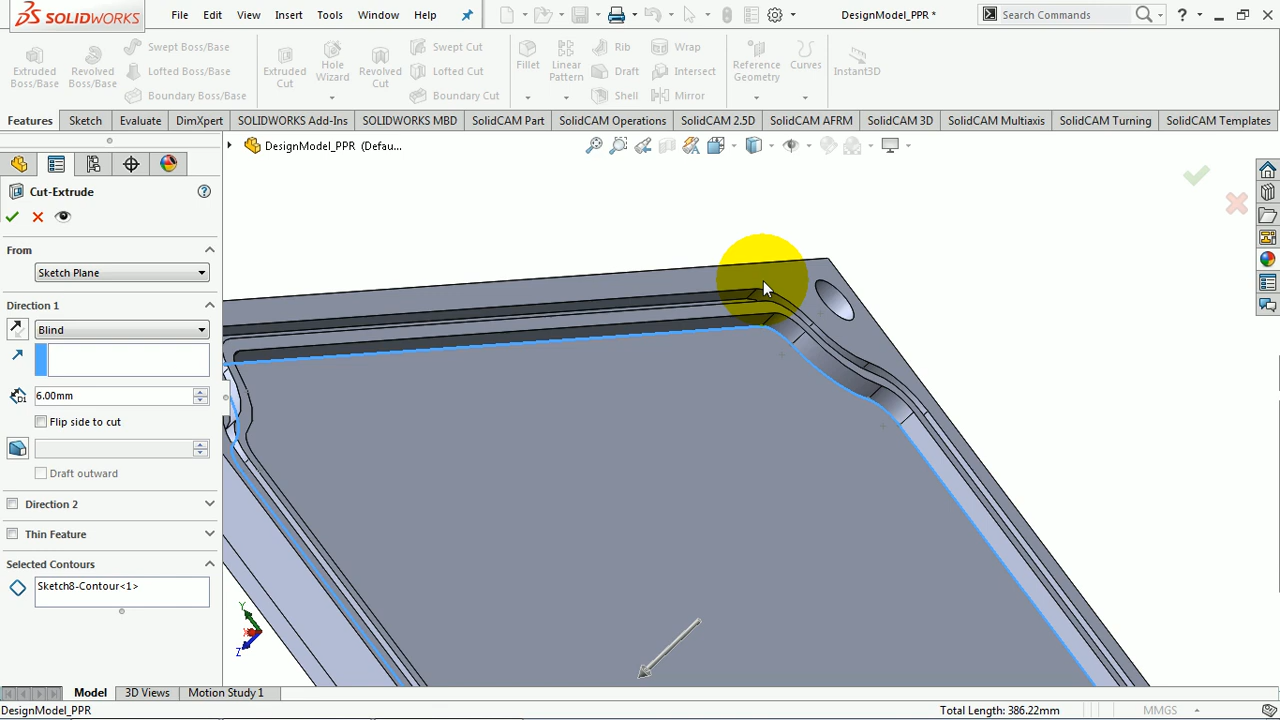 SOLIDWORKS File Edit View Insert Tools Window Help DesignModel_PPR * Search Commands
Extruded Boss/Base
Revolved Boss/Base
Swept Boss/Base
Lofted Boss/Base
Boundary Boss/Base
Extruded Cut
Hole Wizard
Revolved Cut
Swept Cut
Lofted Cut
Boundary Cut
Fillet
Linear Pattern
Rib
Draft
Shell
Wrap
Intersect
Mirror
Reference Geometry
Curves
Instant3D
Features Sketch Evaluate DimXpert SOLIDWORKS Add-Ins SOLIDWORKS MBD SolidCAM Part SolidCAM Operations SolidCAM 2.5D SolidCAM AFRM SolidCAM 3D SolidCAM Multiaxis SolidCAM Turning SolidCAM Templates
DesignModel_PPR (Defau...
Cut-Extrude
From
Sketch Plane
Direction 1
Blind
D1
6.00mm
Flip side to cut
Draft outward
Direction 2
Thin Feature
Selected Contours
Sketch8-Contour<1>
Y
X
Z
Model 3D Views Motion Study 1
DesignModel_PPR Total Length: 386.22mm MMGS